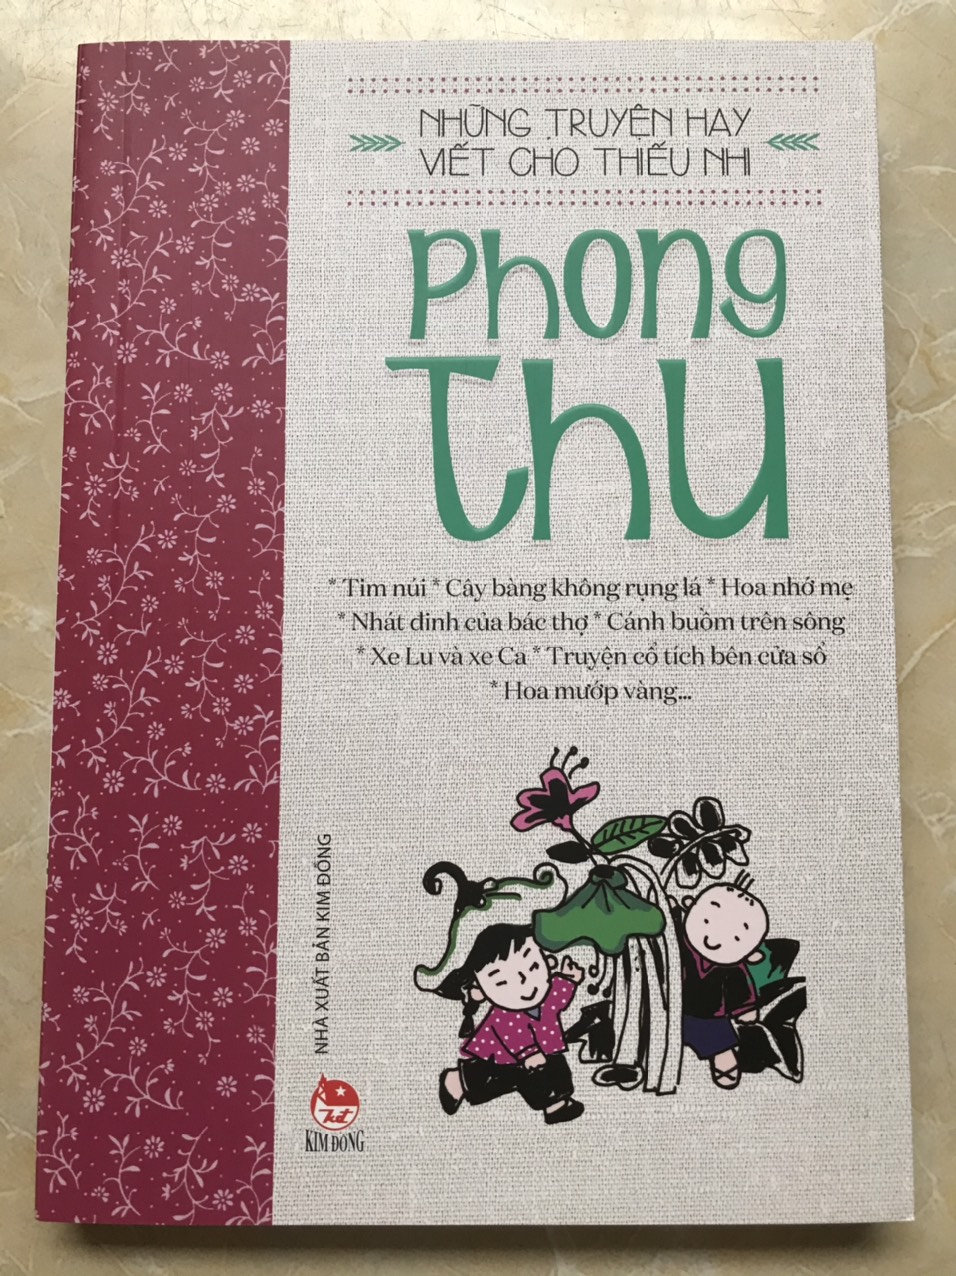 NHỮNG TRUYỆN HAY
VIẾT CHO THIẾU NHI
Phong
Thu
* Tìm núi * Cây bàng không rụng lá * Hoa nhớ mẹ
* Nhát đinh của bác thợ * Cánh buồm trên sông
* Xe Lu và xe Ca * Truyện cổ tích bên cửa sổ
* Hoa mướp vàng...
NHÀ XUẤT BẢN KIM ĐỒNG
Két
KIM ĐỒNG